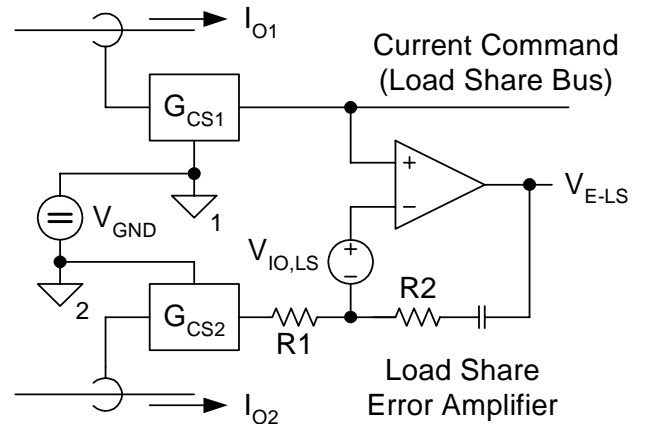 I_O1
Current Command
(Load Share Bus)
G_CS1
+
1
−
V_E-LS
=
V_GND
V_IO,LS
+
−
2
G_CS2
R1
R2
Load Share
Error Amplifier
I_O2